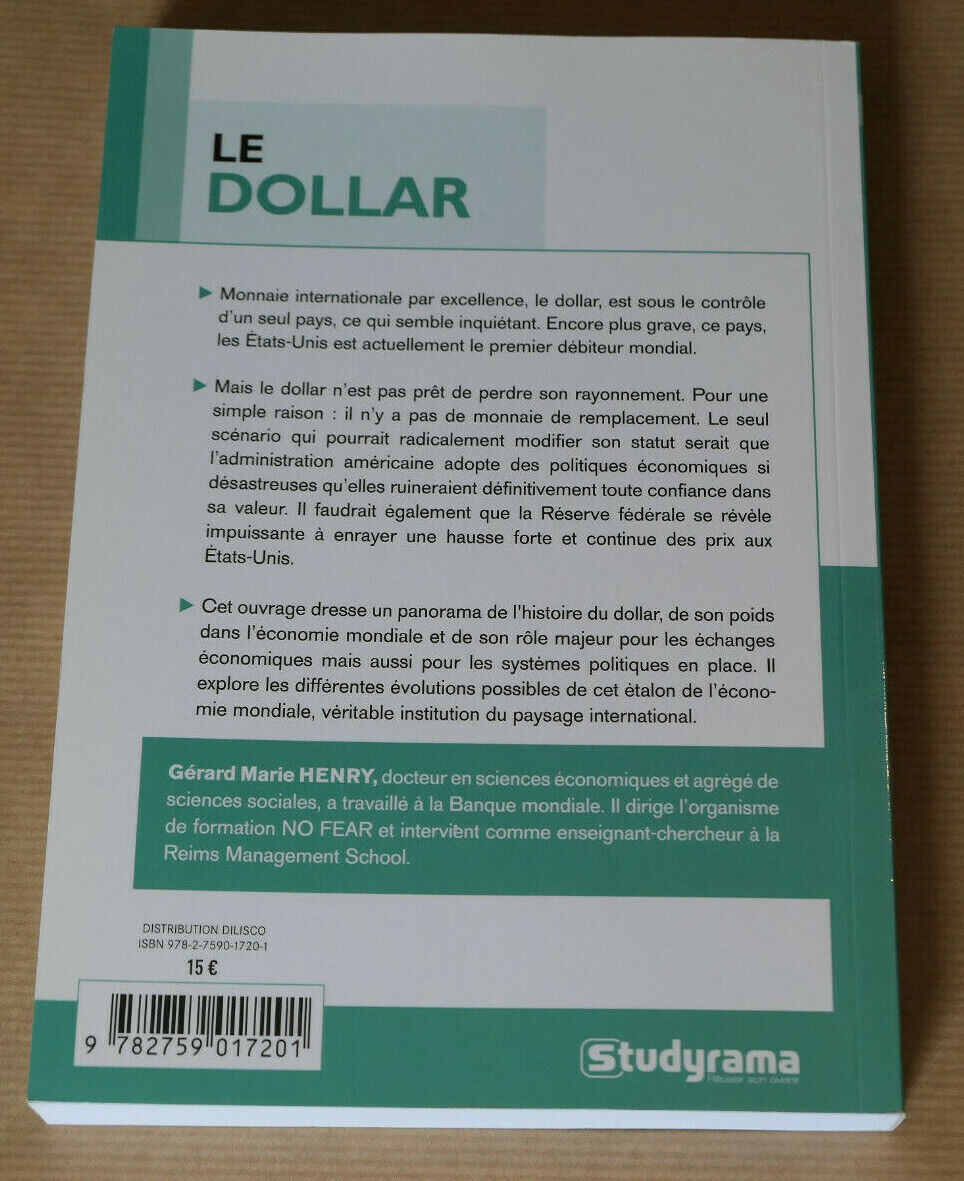 LE
DOLLAR
Monnaie internationale par excellence, le dollar, est sous le contrôle
d'un seul pays, ce qui semble inquiétant. Encore plus grave, ce pays,
les États-Unis est actuellement le premier débiteur mondial.
Mais le dollar n'est pas prêt de perdre son rayonnement. Pour une
simple raison : il n'y a pas de monnaie de remplacement. Le seul
scénario qui pourrait radicalement modifier son statut serait que
l'administration américaine adopte des politiques économiques si
désastreuses qu'elles ruineraient définitivement toute confiance dans
sa valeur. Il faudrait également que la Réserve fédérale se révèle
impuissante à enrayer une hausse forte et continue des prix aux
États-Unis.
Cet ouvrage dresse un panorama de l'histoire du dollar, de son poids
dans l'économie mondiale et de son rôle majeur pour les échanges
économiques mais aussi pour les systèmes politiques en place. Il
explore les différentes évolutions possibles de cet étalon de l'écono-
mie mondiale, véritable institution du paysage international.
Gérard Marie HENRY, docteur en sciences économiques et agrégé de
sciences sociales, a travaillé à la Banque mondiale. Il dirige l'organisme
de formation NO FEAR et intervient comme enseignant-chercheur à la
Reims Management School.
DISTRIBUTION DILISCO
ISBN 978-2-7590-1720-1
15 €
9 782759 017201
Studyrama
Réussir son avenir